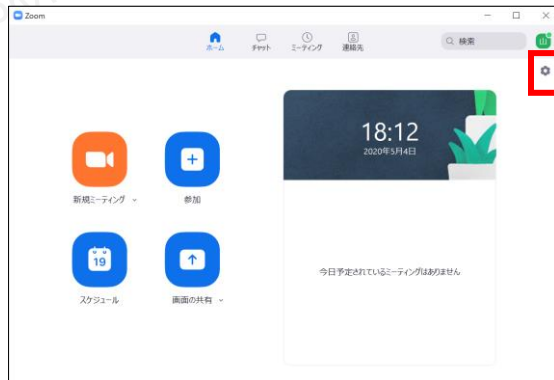 Zoom
ホーム
チャット
ミーティング
連絡先
検索
山
18:12
2020年5月4日
新規ミーティング
参加
19
スケジュール
画面の共有
今日予定されているミーティングはありません